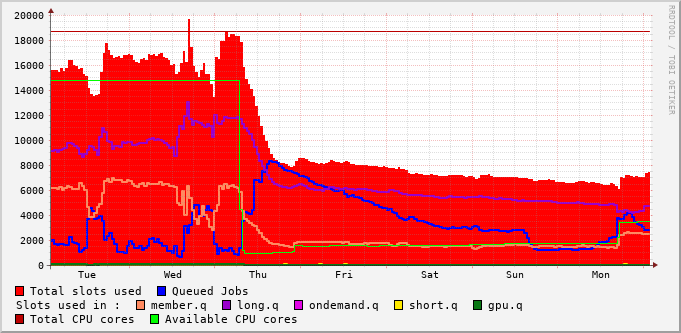 20000
18000
16000
14000
12000
10000
8000
6000
4000
2000
0
Tue Wed Thu Fri Sat Sun Mon
RRDTOOL / TOBI OETIKER
Total slots used Queued Jobs
Slots used in : member.q long.q ondemand.q short.q gpu.q
Total CPU cores Available CPU cores